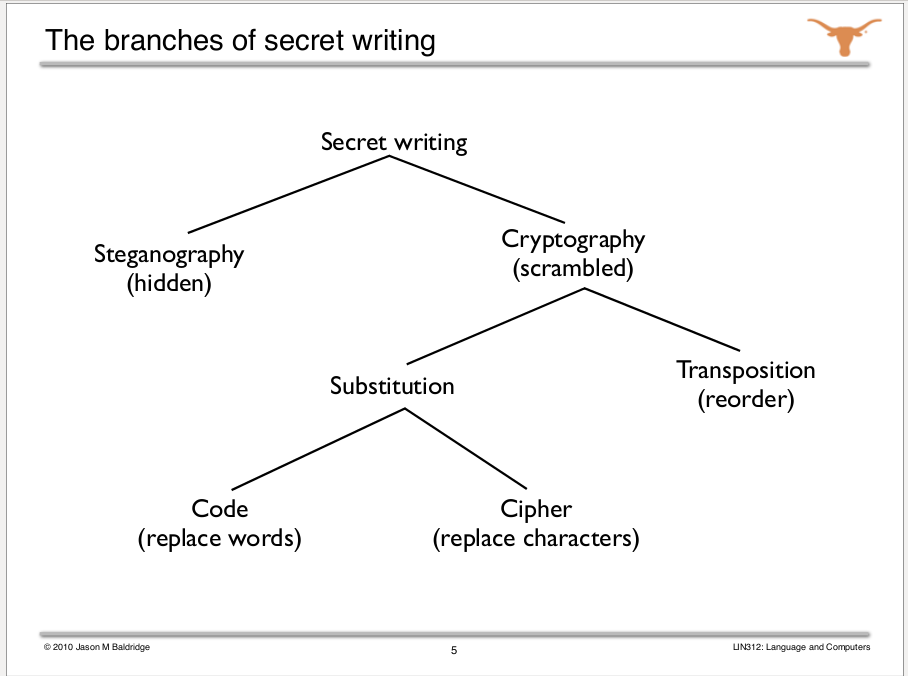 The branches of secret writing
Secret writing
Steganography
(hidden)
Cryptography
(scrambled)
Substitution
Transposition
(reorder)
Code
(replace words)
Cipher
(replace characters)
© 2010 Jason M Baldridge
5
LIN312: Language and Computers